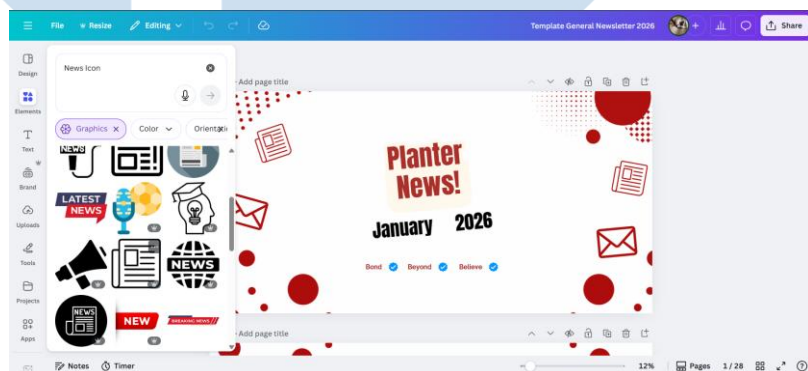 File
Resize
Editing
Template General Newsletter 2026
+
Share
Design
Elements
Text
Brand
Uploads
Tools
Projects
Apps
News Icon
Graphics
Color
NEWS
LATEST
NEWS
NEWS
NEWS
NEW
BREAKING NEWS
- Add page title
Planter
News!
January 2026
Bond Beyond Believe
- Add page title
Notes
Timer
12%
Pages
1 / 28